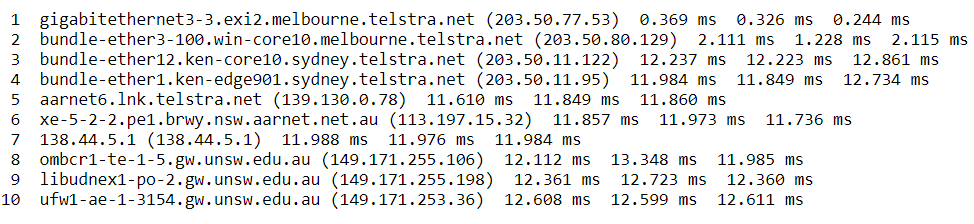 1 gigabitethernet3-3.exi2.melbourne.telstra.net (203.50.77.53) 0.369 ms 0.326 ms 0.244 ms
2 bundle-ether3-100.win-core10.melbourne.telstra.net (203.50.80.129) 2.111 ms 1.228 ms 2.115 ms
3 bundle-ether12.ken-core10.sydney.telstra.net (203.50.11.122) 12.237 ms 12.223 ms 12.861 ms
4 bundle-ether1.ken-edge901.sydney.telstra.net (203.50.11.95) 11.984 ms 11.849 ms 12.734 ms
5 aarnet6.lnk.telstra.net (139.130.0.78) 11.610 ms 11.849 ms 11.860 ms
6 xe-5-2-2.pe1.brwy.nsw.aarnet.net.au (113.197.15.32) 11.857 ms 11.973 ms 11.736 ms
7 138.44.5.1 (138.44.5.1) 11.988 ms 11.976 ms 11.984 ms
8 ombcr1-te-1-5.gw.unsw.edu.au (149.171.255.106) 12.112 ms 13.348 ms 11.985 ms
9 libudnex1-po-2.gw.unsw.edu.au (149.171.255.198) 12.361 ms 12.723 ms 12.360 ms
10 ufw1-ae-1-3154.gw.unsw.edu.au (149.171.253.36) 12.608 ms 12.599 ms 12.611 ms